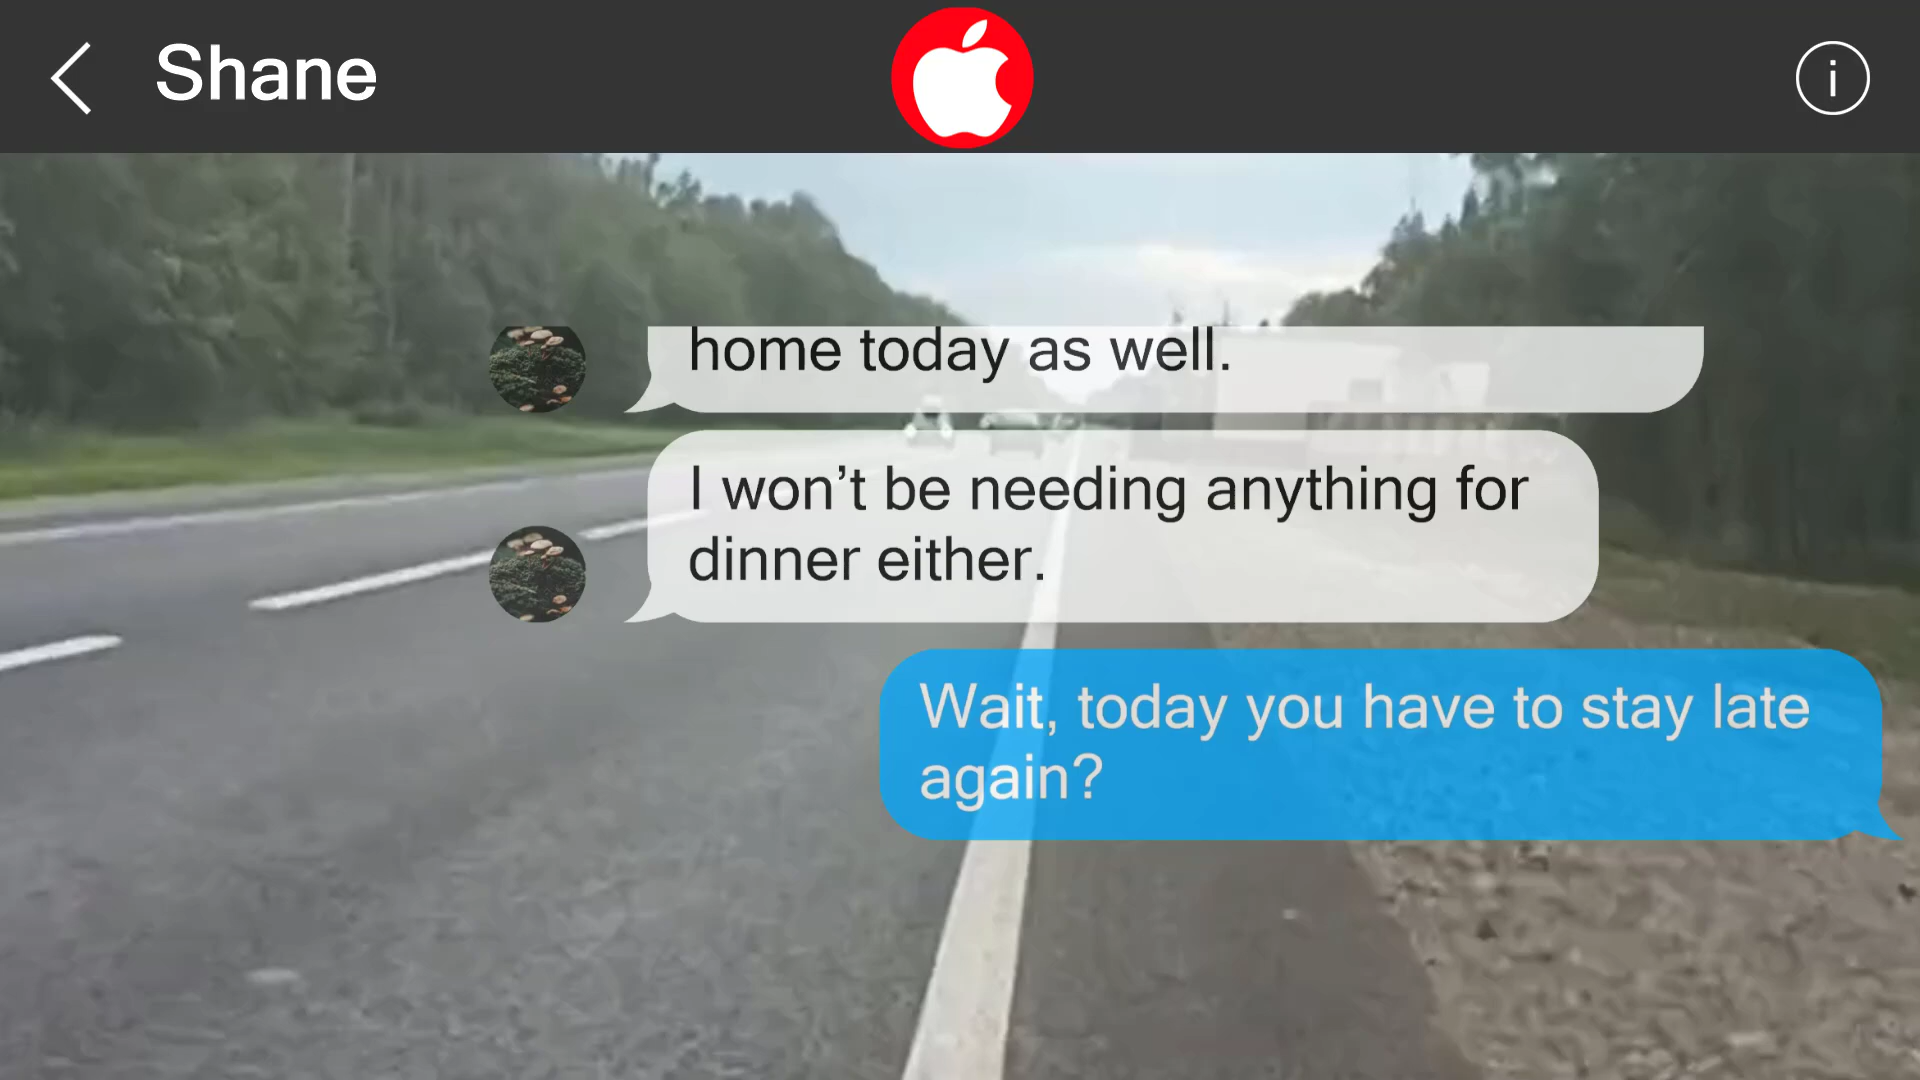 Shane
i
home today as well.
I won’t be needing anything for
dinner either.
Wait, today you have to stay late
again?